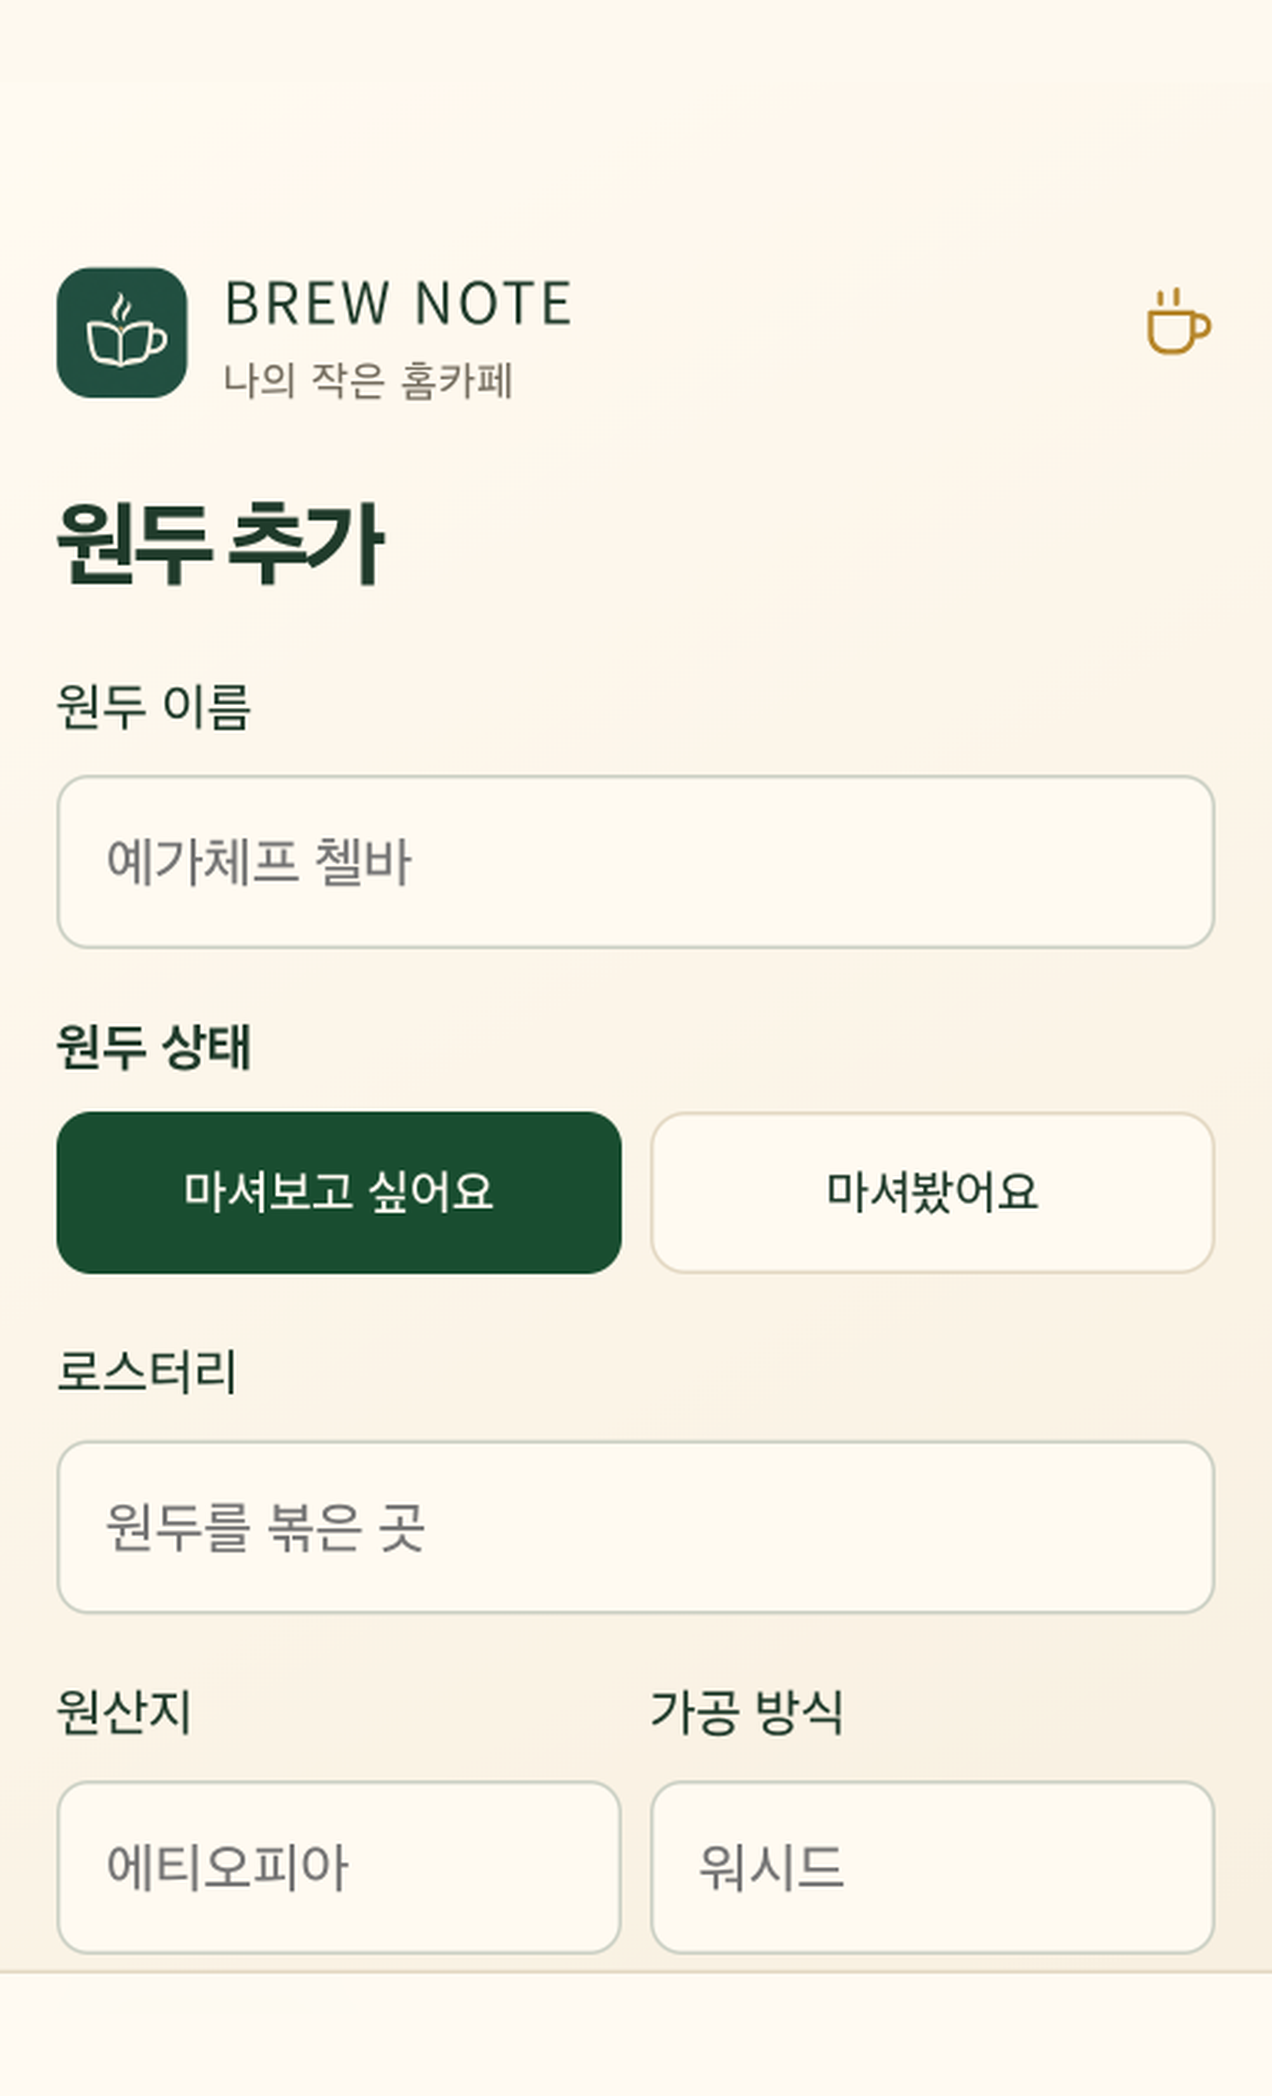 BREW NOTE
나의 작은 홈카페
원두 추가
원두 이름
예가체프 첼바
원두 상태
마셔보고 싶어요
마셔봤어요
로스터리
원두를 볶은 곳
원산지
가공 방식
에티오피아
워시드